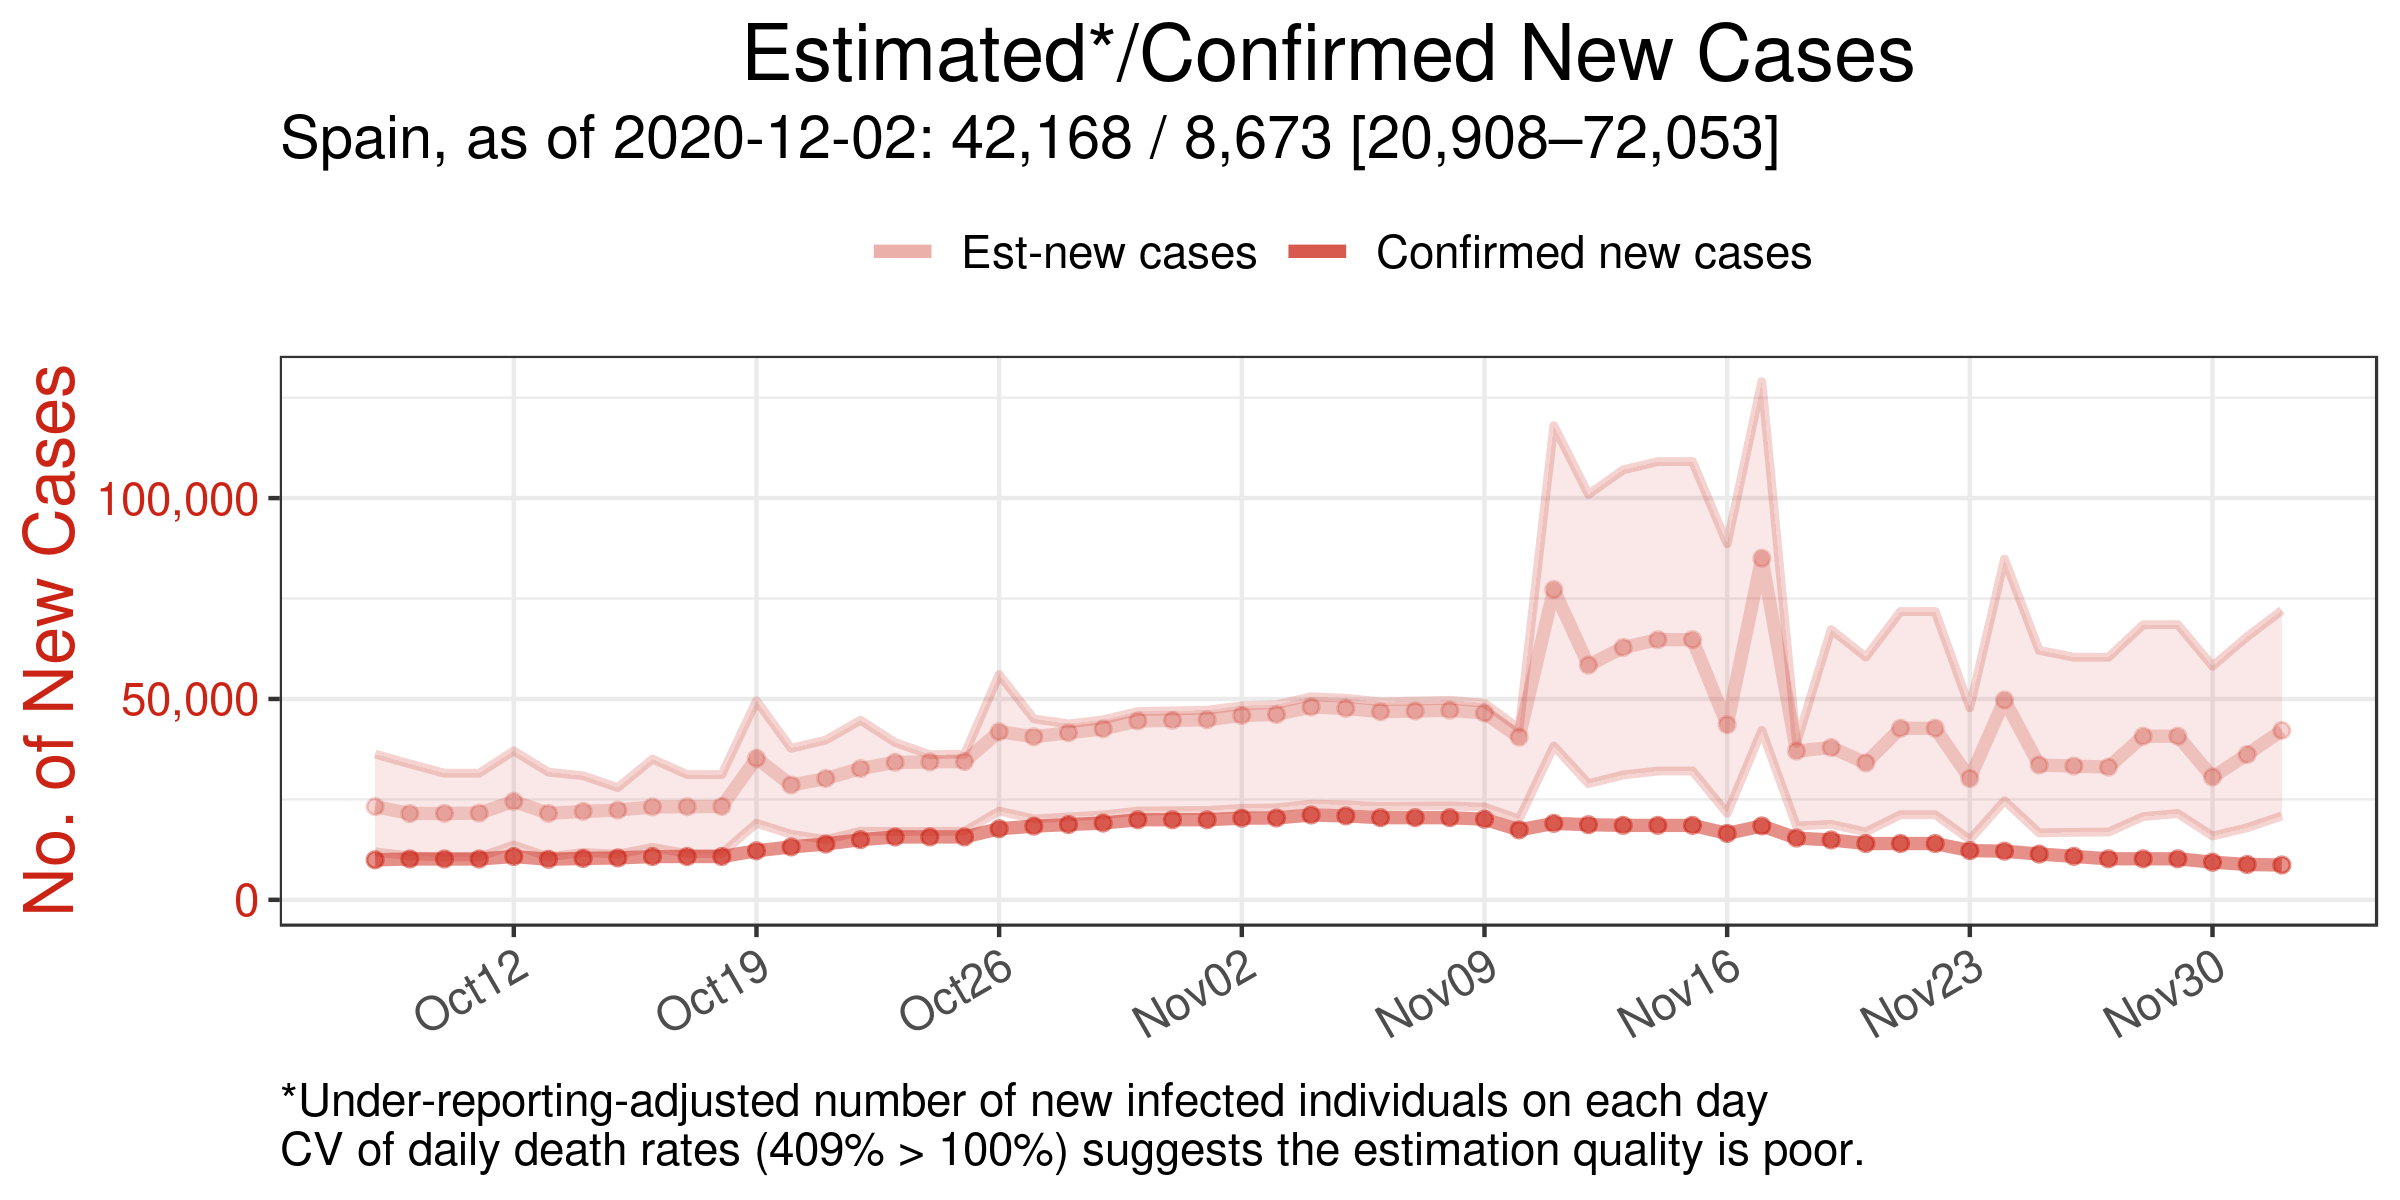 Estimated*/Confirmed New Cases
Spain, as of 2020-12-02: 42,168 / 8,673 [20,908–72,053]
Est-new cases
Confirmed new cases
No. of New Cases
100,000
50,000
0
Oct12
Oct19
Oct26
Nov02
Nov09
Nov16
Nov23
Nov30
*Under-reporting-adjusted number of new infected individuals on each day
CV of daily death rates (409% > 100%) suggests the estimation quality is poor.